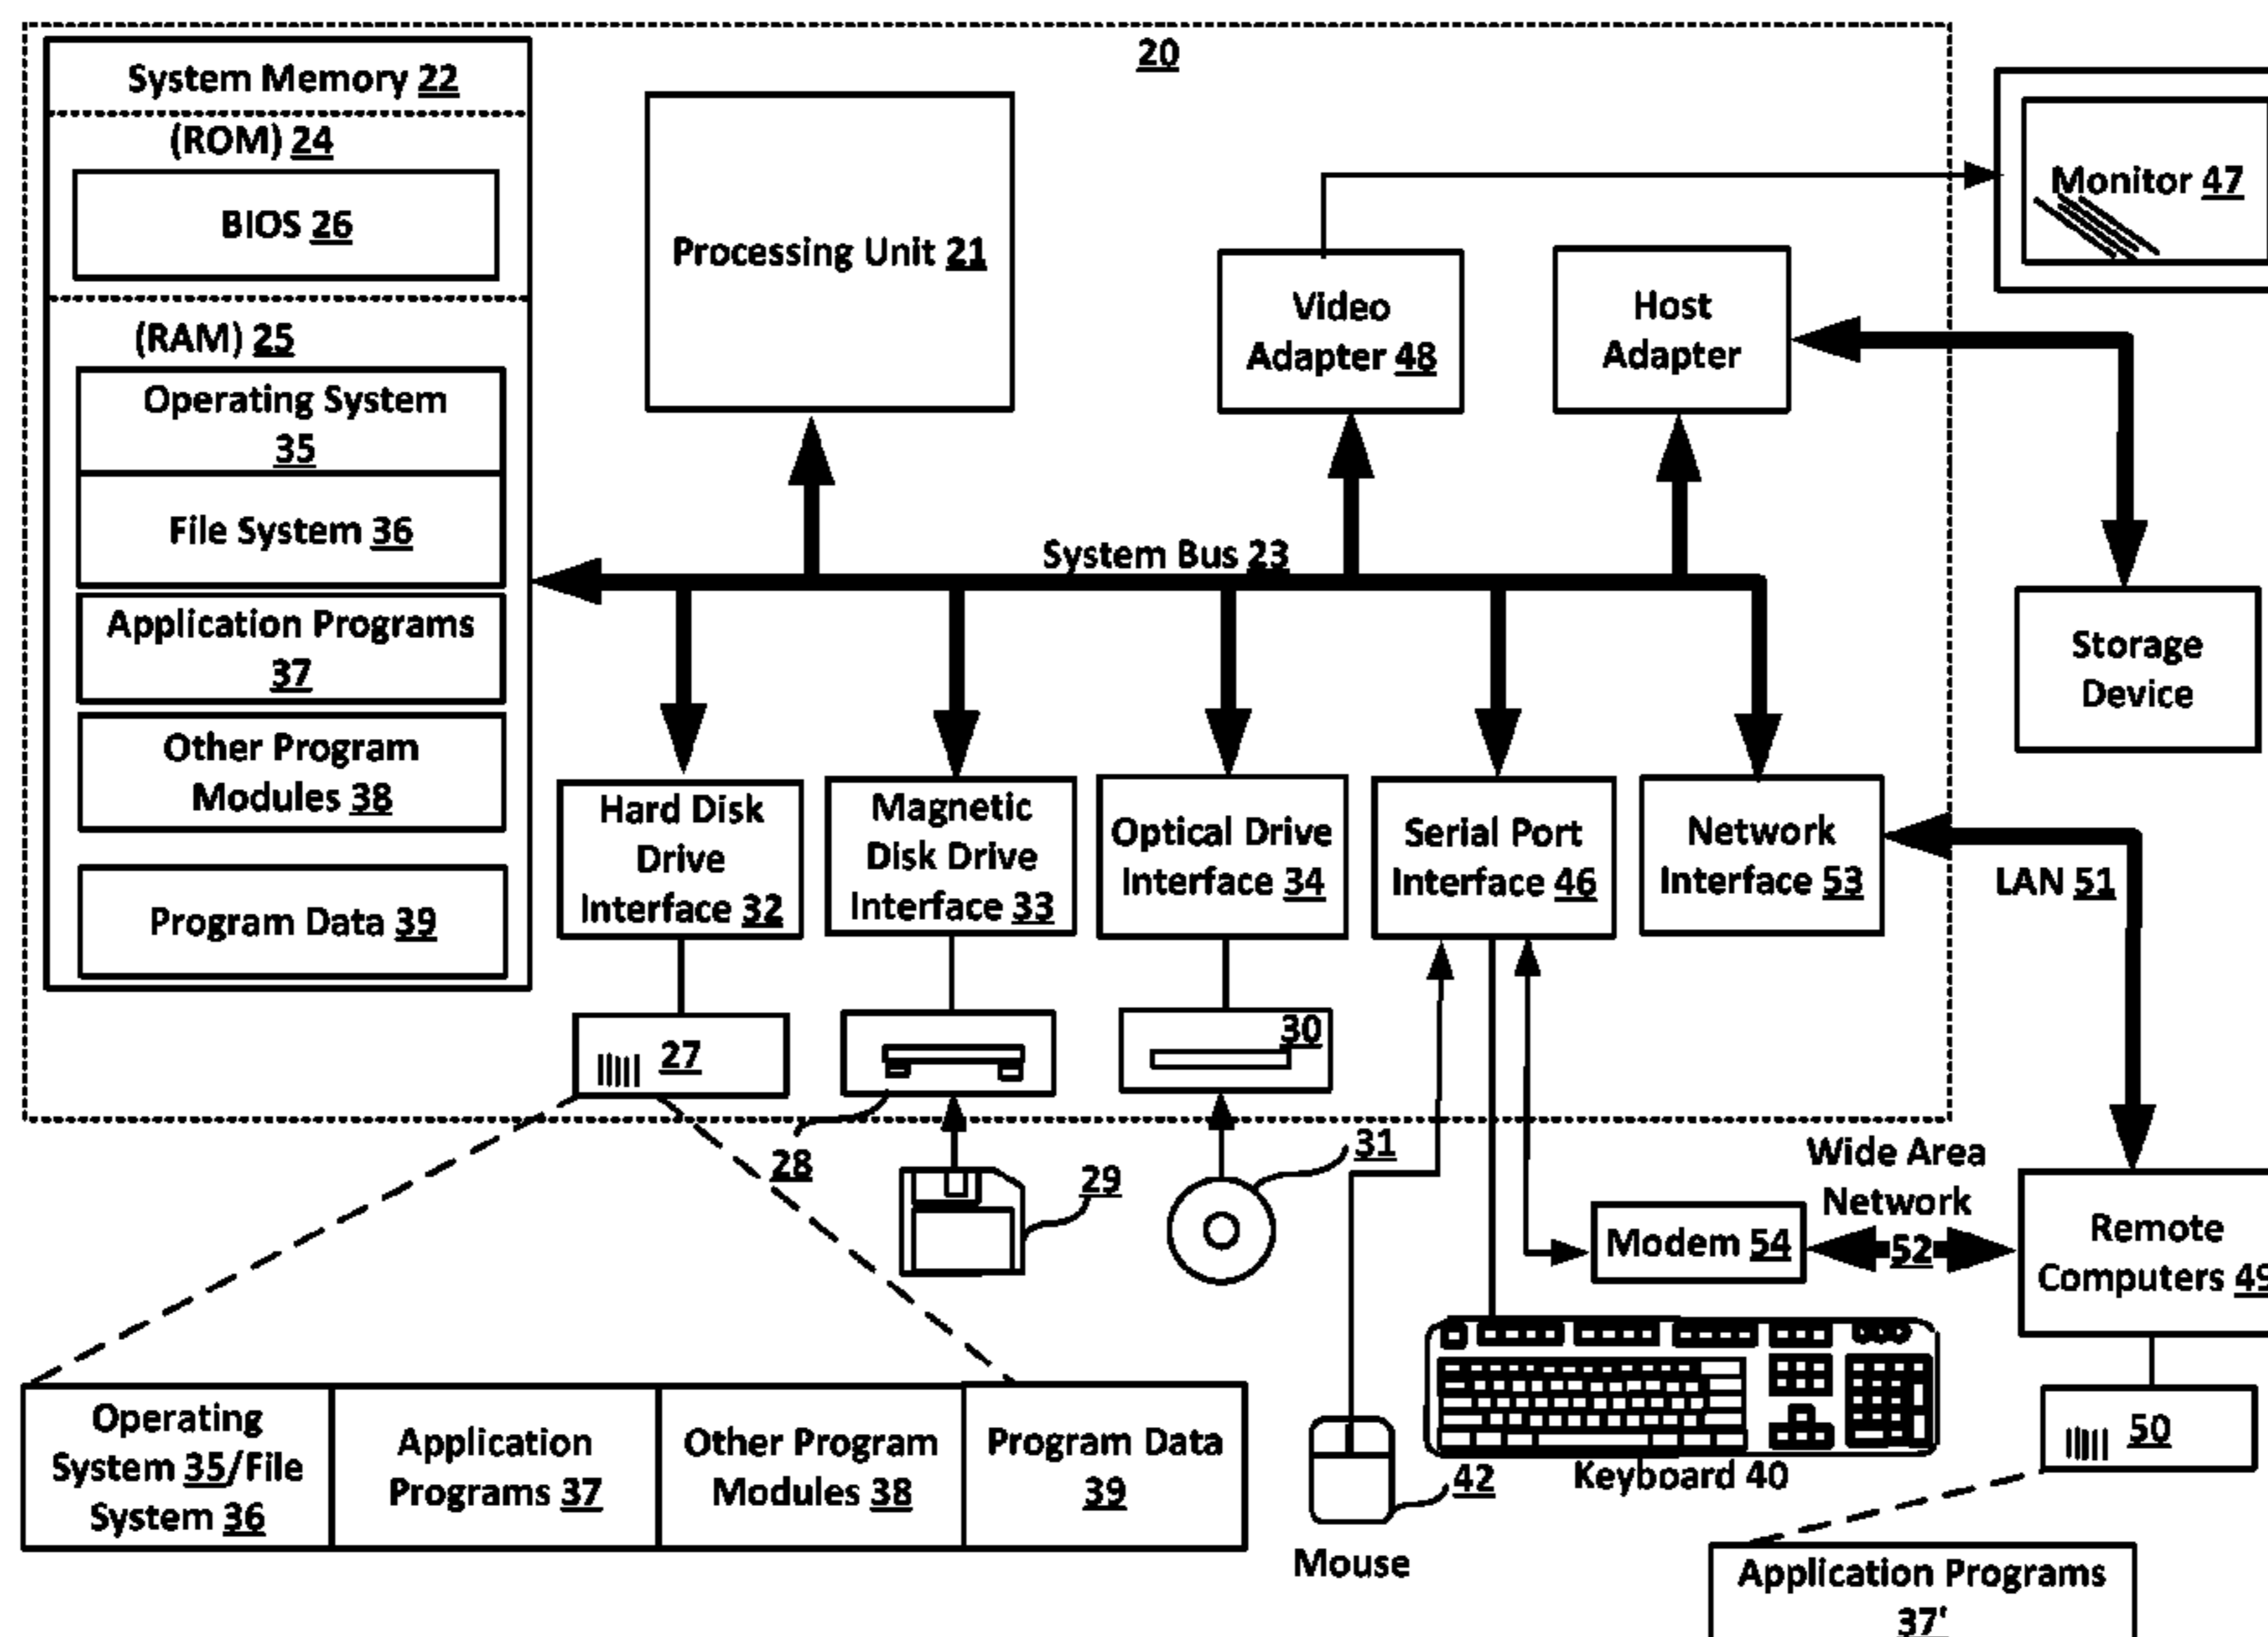 20
System Memory 22
(ROM) 24
BIOS 26
(RAM) 25
Operating System
35
File System 36
Application Programs
37
Other Program
Modules 38
Program Data 39
Processing Unit 21
Video
Adapter 48
Host
Adapter
Monitor 47
System Bus 23
Storage
Device
Hard Disk
Drive
Interface 32
Magnetic
Disk Drive
Interface 33
Optical Drive
Interface 34
Serial Port
Interface 46
Network
Interface 53
LAN 51
27
28
30
29
31
Wide Area
Network
52
Modem 54
Remote
Computers 49
50
Operating
System 35/File
System 36
Application
Programs 37
Other Program
Modules 38
Program Data
39
42
Mouse
Keyboard 40
Application Programs
37'